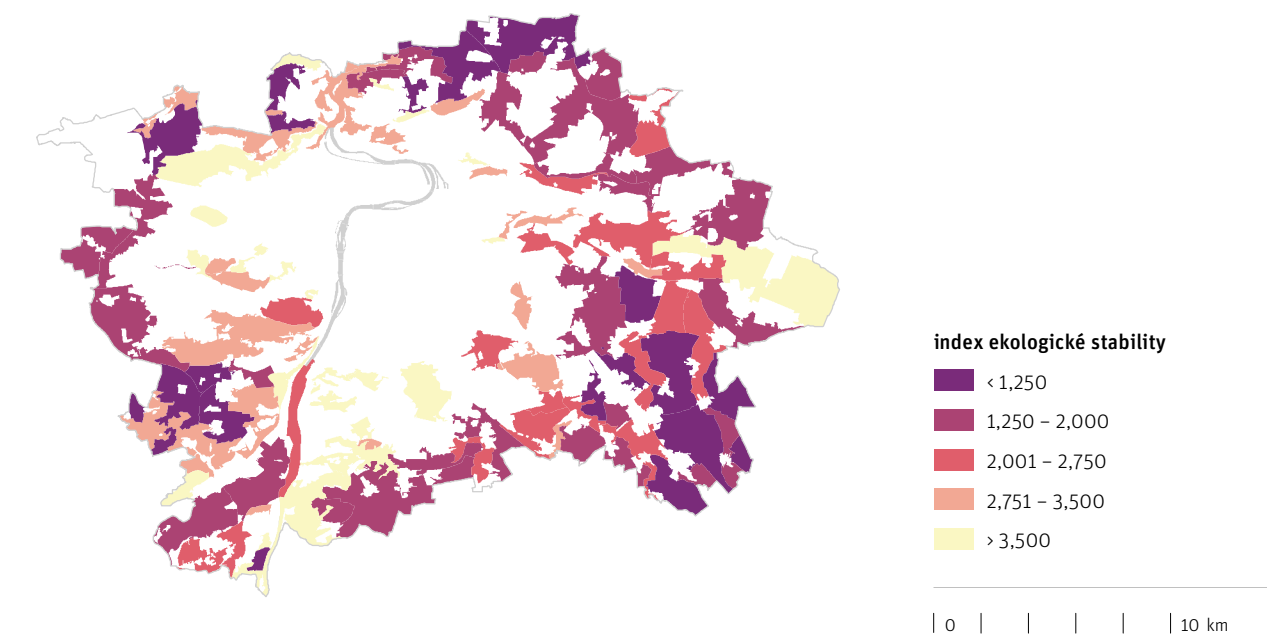 index ekologické stability
< 1,250
1,250 – 2,000
2,001 – 2,750
2,751 – 3,500
> 3,500
0 10 km